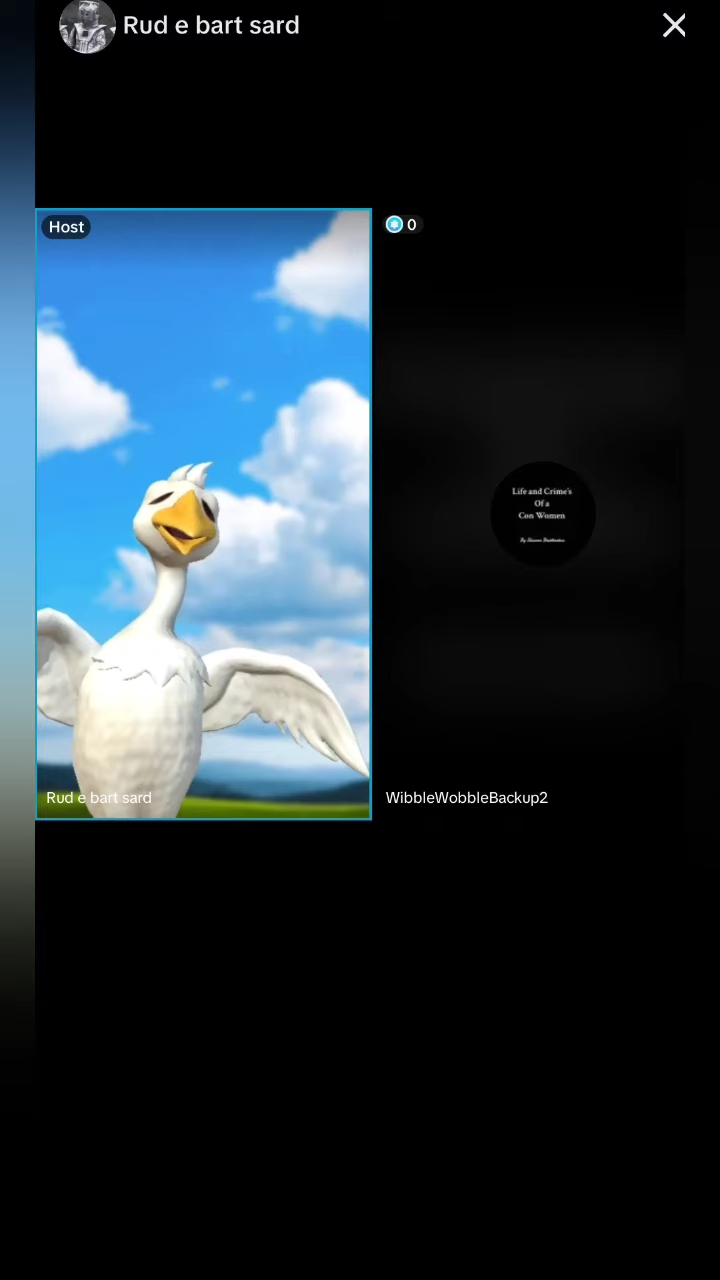 Rud e bart sard
Host
0
Life and Crime's
Of a
Con Women
Rud e bart sard
WibbleWobbleBackup2